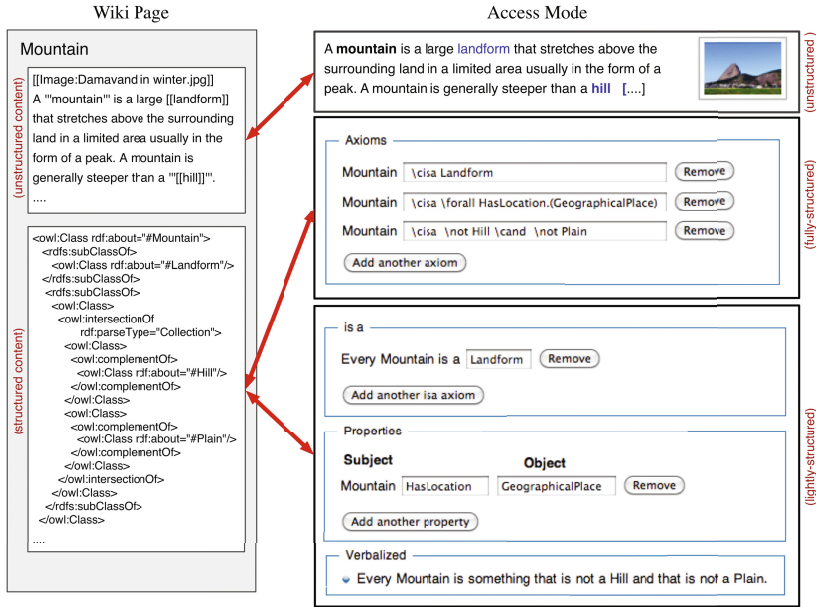 Wiki Page
Access Mode
Mountain
(unstructured content)
[[Image:Damavand in winter.jpg]]
A '''mountain''' is a large [[landform]]
that stretches above the surrounding
land in a limited area usually in the
form of a peak. A mountain is
generally steeper than a '''[[hill]]'''.
....
(structured content)
<owl:Class rdf:about="#Mountain">
<rdfs:subClassOf>
<owl:Class rdf:about="#Landform"/>
</rdfs:subClassOf>
<rdfs:subClassOf>
<owl:Class>
<owl:intersectionOf
rdf:parseType="Collection">
<owl:Class>
<owl:complementOf>
<owl:Class rdf:about="#Hill"/>
</owl:complementOf>
</owl:Class>
<owl:Class>
<owl:complementOf>
<owl:Class rdf:about="#Plain"/>
</owl:complementOf>
</owl:Class>
</owl:intersectionOf>
</owl:Class>
</rdfs:subClassOf>
</owl:Class>
....
A mountain is a large landform that stretches above the
surrounding land in a limited area usually in the form of a
peak. A mountain is generally steeper than a hill [....]
(unstructured )
Axioms
Mountain \cisa Landform Remove
Mountain \cisa \forall HasLocation.(GeographicalPlace) Remove
Mountain \cisa \not Hill \cand \not Plain Remove
Add another axiom
(fully-structured)
is a
Every Mountain is a Landform Remove
Add another isa axiom
Properties
Subject Object
Mountain HasLocation GeographicalPlace Remove
Add another property
Verbalized
Every Mountain is something that is not a Hill and that is not a Plain.
(lightly-structured)